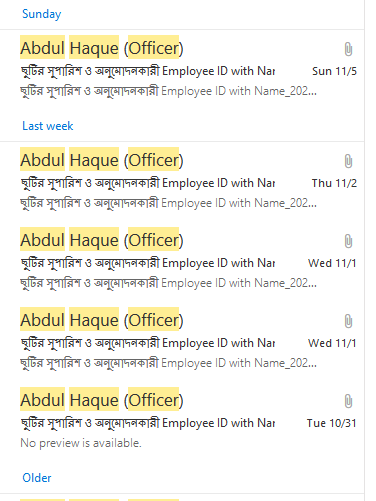 Sunday
Abdul Haque (Officer)
ছুটির সুপারিশ ও অনুমোদনকারী Employee ID with Nar Sun 11/5
ছুটির সুপারিশ ও অনুমোদনকারী Employee ID with Name_202...
Last week
Abdul Haque (Officer)
ছুটির সুপারিশ ও অনুমোদনকারী Employee ID with Nar Thu 11/2
ছুটির সুপারিশ ও অনুমোদনকারী Employee ID with Name_202...
Abdul Haque (Officer)
ছুটির সুপারিশ ও অনুমোদনকারী Employee ID with Nar Wed 11/1
ছুটির সুপারিশ ও অনুমোদনকারী Employee ID with Name_202...
Abdul Haque (Officer)
ছুটির সুপারিশ ও অনুমোদনকারী Employee ID with Nar Wed 11/1
ছুটির সুপারিশ ও অনুমোদনকারী Employee ID with Name_202...
Abdul Haque (Officer)
ছুটির সুপারিশ ও অনুমোদনকারী Employee ID with Nar Tue 10/31
No preview is available.
Older